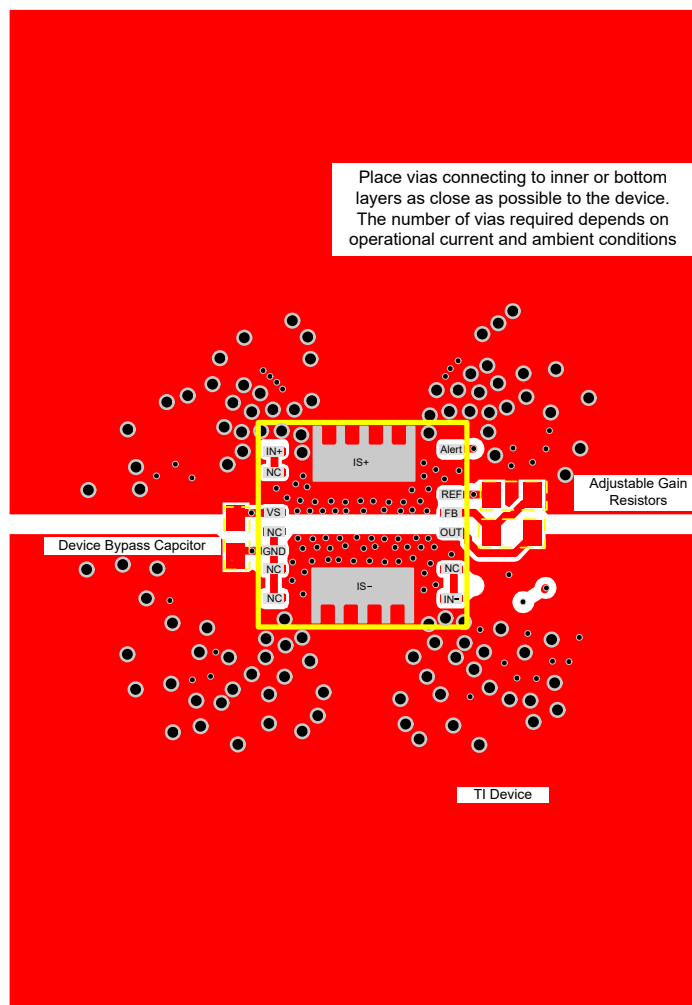 Place vias connecting to inner or bottom
layers as close as possible to the device.
The number of vias required depends on
operational current and ambient conditions
IN+
NC
IS+
Alert
REF
Adjustable Gain
Resistors
VS
FB
NC
OUT
Device Bypass Capcitor
GND
NC
NC
IS−
NC
IN−
TI Device